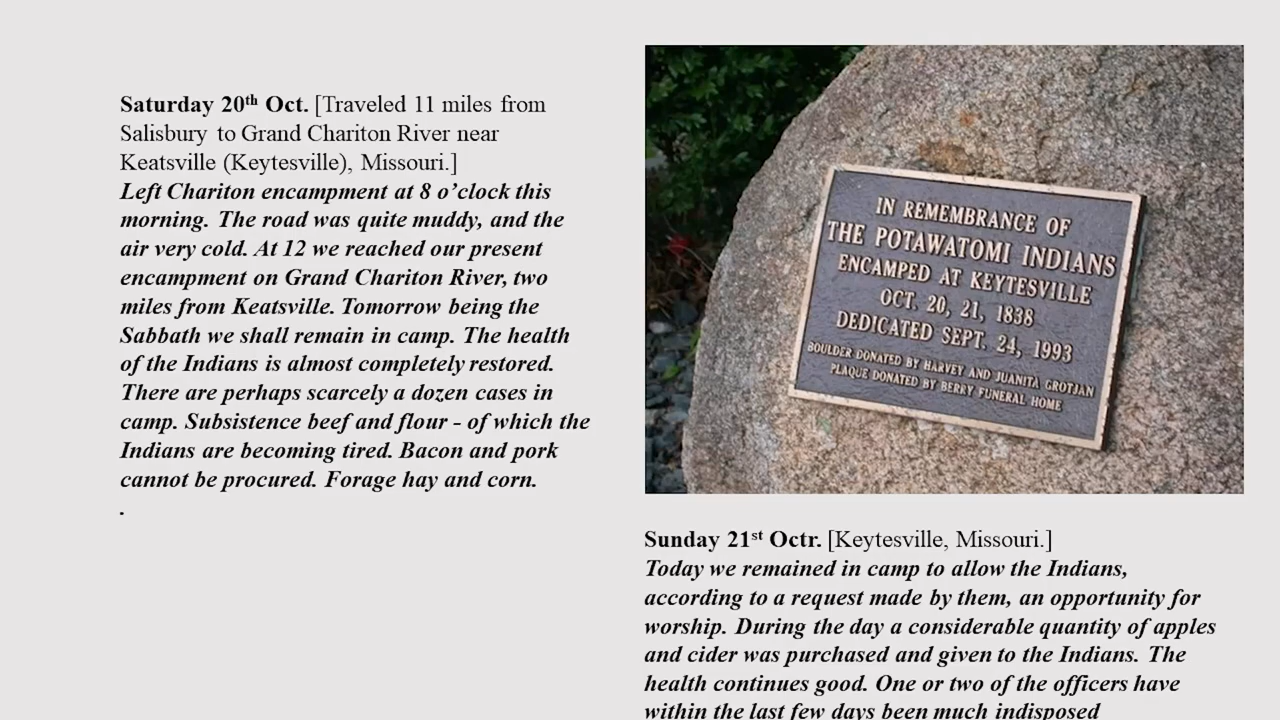 Saturday 20th Oct. [Traveled 11 miles from
Salisbury to Grand Chariton River near
Keatsville (Keytesville), Missouri.]
Left Chariton encampment at 8 o’clock this
morning. The road was quite muddy, and the
air very cold. At 12 we reached our present
encampment on Grand Chariton River, two
miles from Keatsville. Tomorrow being the
Sabbath we shall remain in camp. The health
of the Indians is almost completely restored.
There are perhaps scarcely a dozen cases in
camp. Subsistence beef and flour - of which the
Indians are becoming tired. Bacon and pork
cannot be procured. Forage hay and corn.
.
IN REMEMBRANCE OF
THE POTAWATOMI INDIANS
ENCAMPED AT KEYTESVILLE
OCT. 20, 21, 1838
DEDICATED SEPT. 24, 1993
BOULDER DONATED BY HARVEY AND JUANITA GROTJAN
PLAQUE DONATED BY BERRY FUNERAL HOME
Sunday 21st Octr. [Keytesville, Missouri.]
Today we remained in camp to allow the Indians,
according to a request made by them, an opportunity for
worship. During the day a considerable quantity of apples
and cider was purchased and given to the Indians. The
health continues good. One or two of the officers have
within the last few days been much indisposed